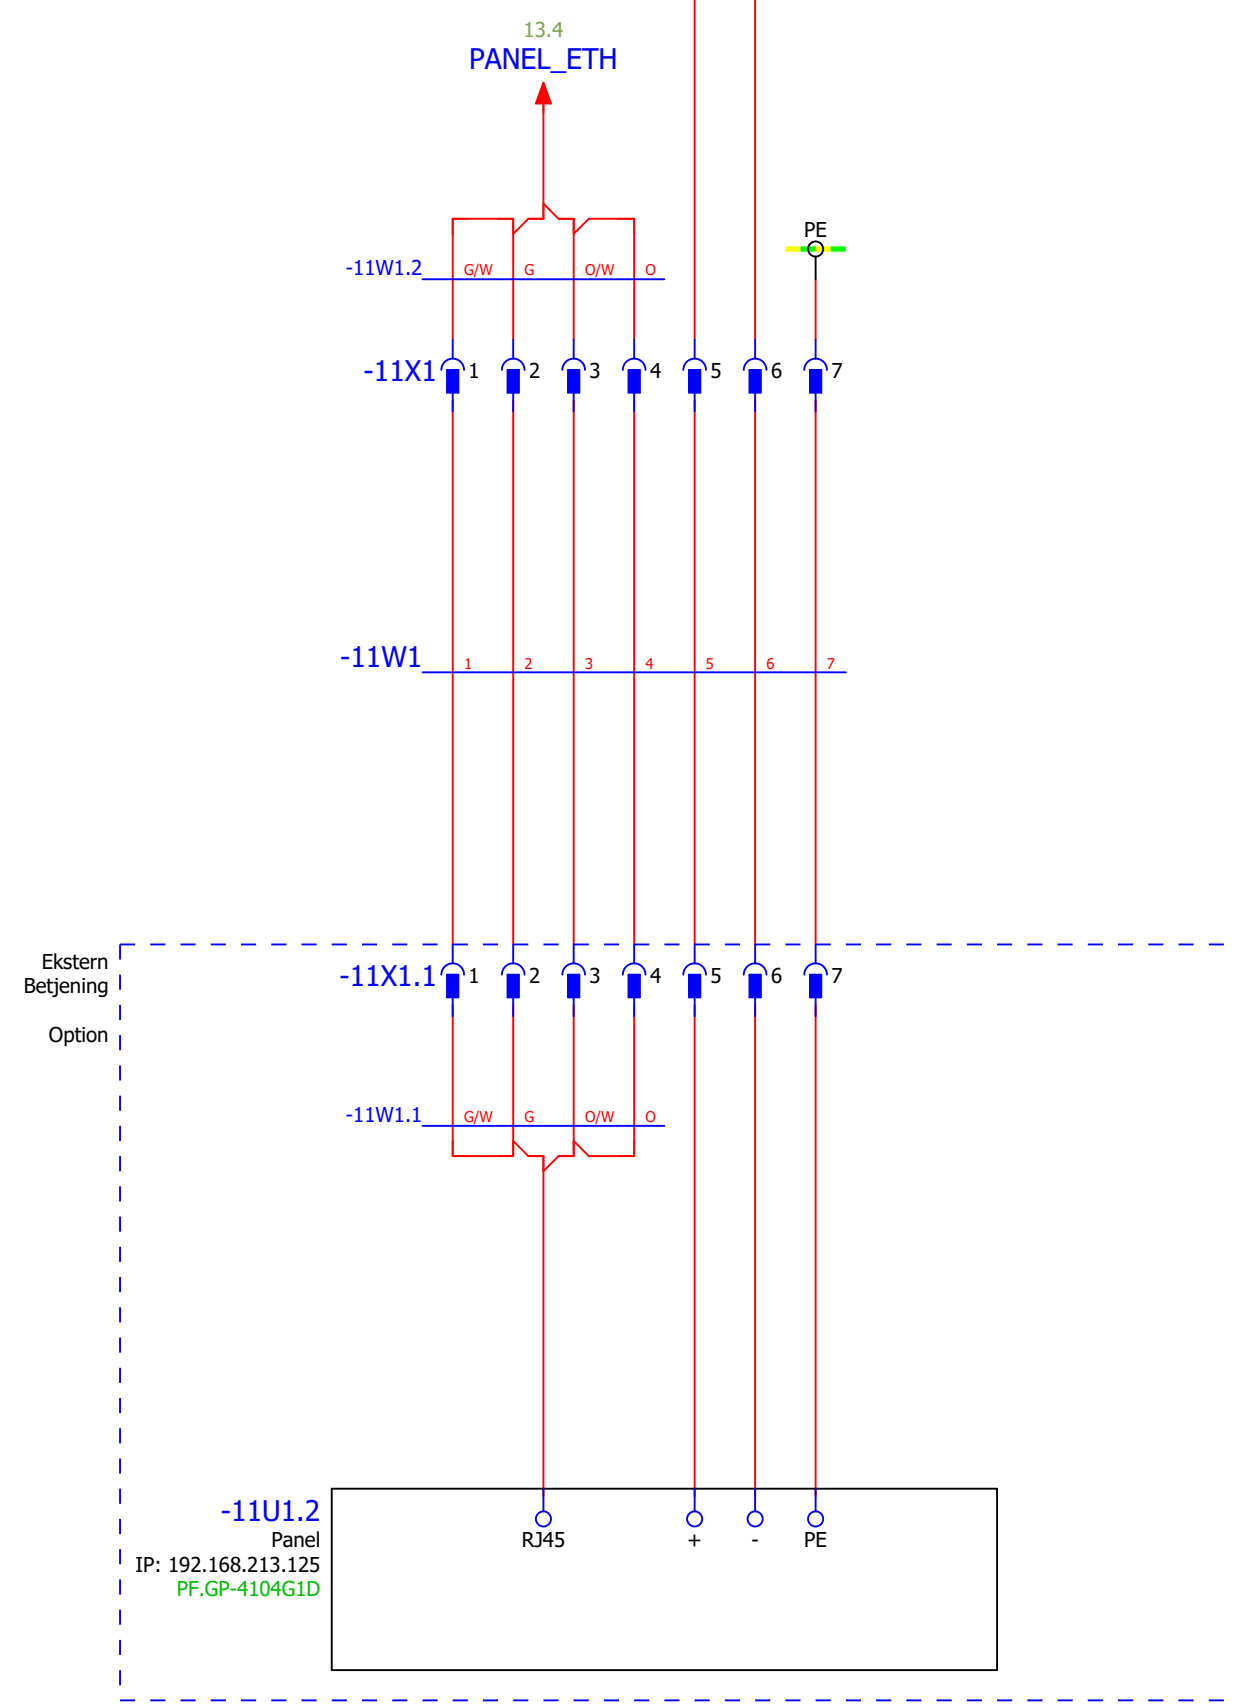 13.4
PANEL_ETH
PE
-11W1.2 G/W G O/W O
-11X1 1 2 3 4 5 6 7
-11W1 1 2 3 4 5 6 7
Ekstern
Betjening
Option
-11X1.1 1 2 3 4 5 6 7
-11W1.1 G/W G O/W O
-11U1.2
Panel
IP: 192.168.213.125
PF.GP-4104G1D
RJ45 + - PE